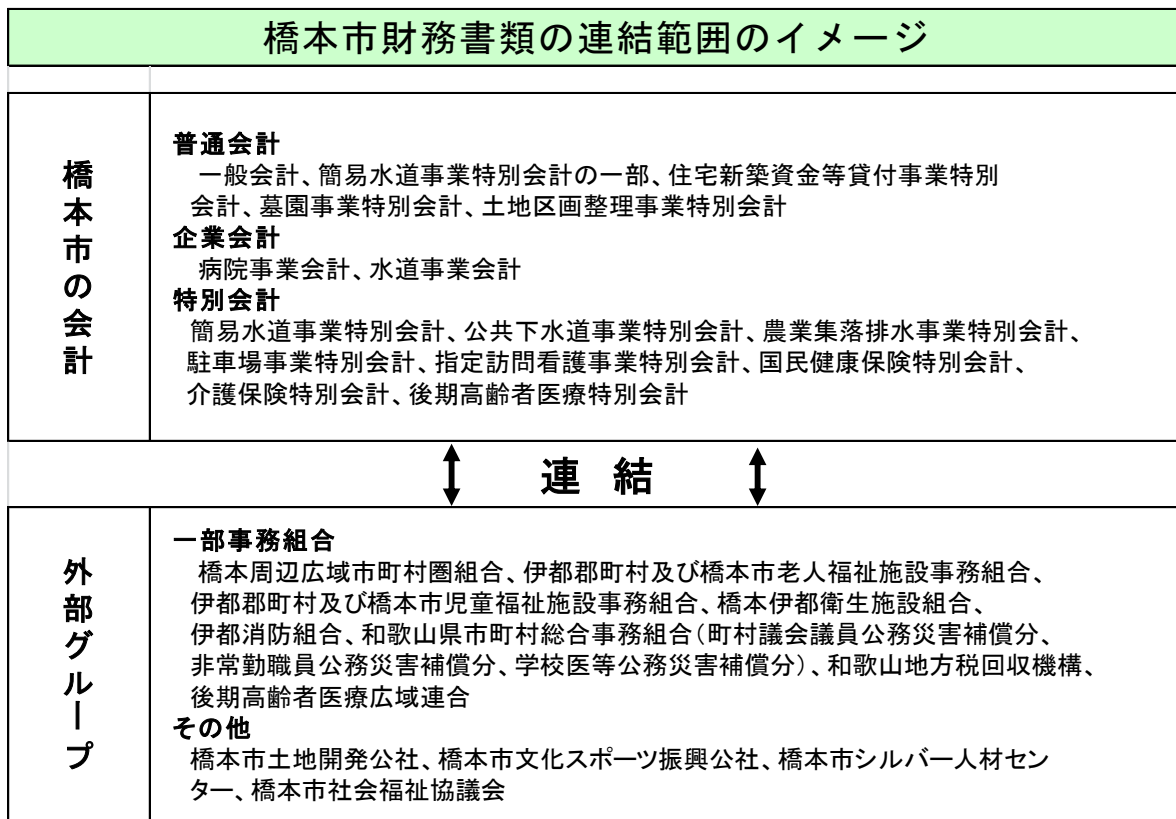 橋本市財務書類の連結範囲のイメージ
橋本市の会計
普通会計
一般会計、簡易水道事業特別会計の一部、住宅新築資金等貸付事業特別
会計、墓園事業特別会計、土地区画整理事業特別会計
企業会計
病院事業会計、水道事業会計
特別会計
簡易水道事業特別会計、公共下水道事業特別会計、農業集落排水事業特別会計、
駐車場事業特別会計、指定訪問看護事業特別会計、国民健康保険特別会計、
介護保険特別会計、後期高齢者医療特別会計
連 結
外部グループ
一部事務組合
橋本周辺広域市町村圏組合、伊都郡町村及び橋本市老人福祉施設事務組合、
伊都郡町村及び橋本市児童福祉施設事務組合、橋本伊都衛生施設組合、
伊都消防組合、和歌山県市町村総合事務組合（町村議会議員公務災害補償分、
非常勤職員公務災害補償分、学校医等公務災害補償分）、和歌山地方税回収機構、
後期高齢者医療広域連合
その他
橋本市土地開発公社、橋本市文化スポーツ振興公社、橋本市シルバー人材セン
ター、橋本市社会福祉協議会